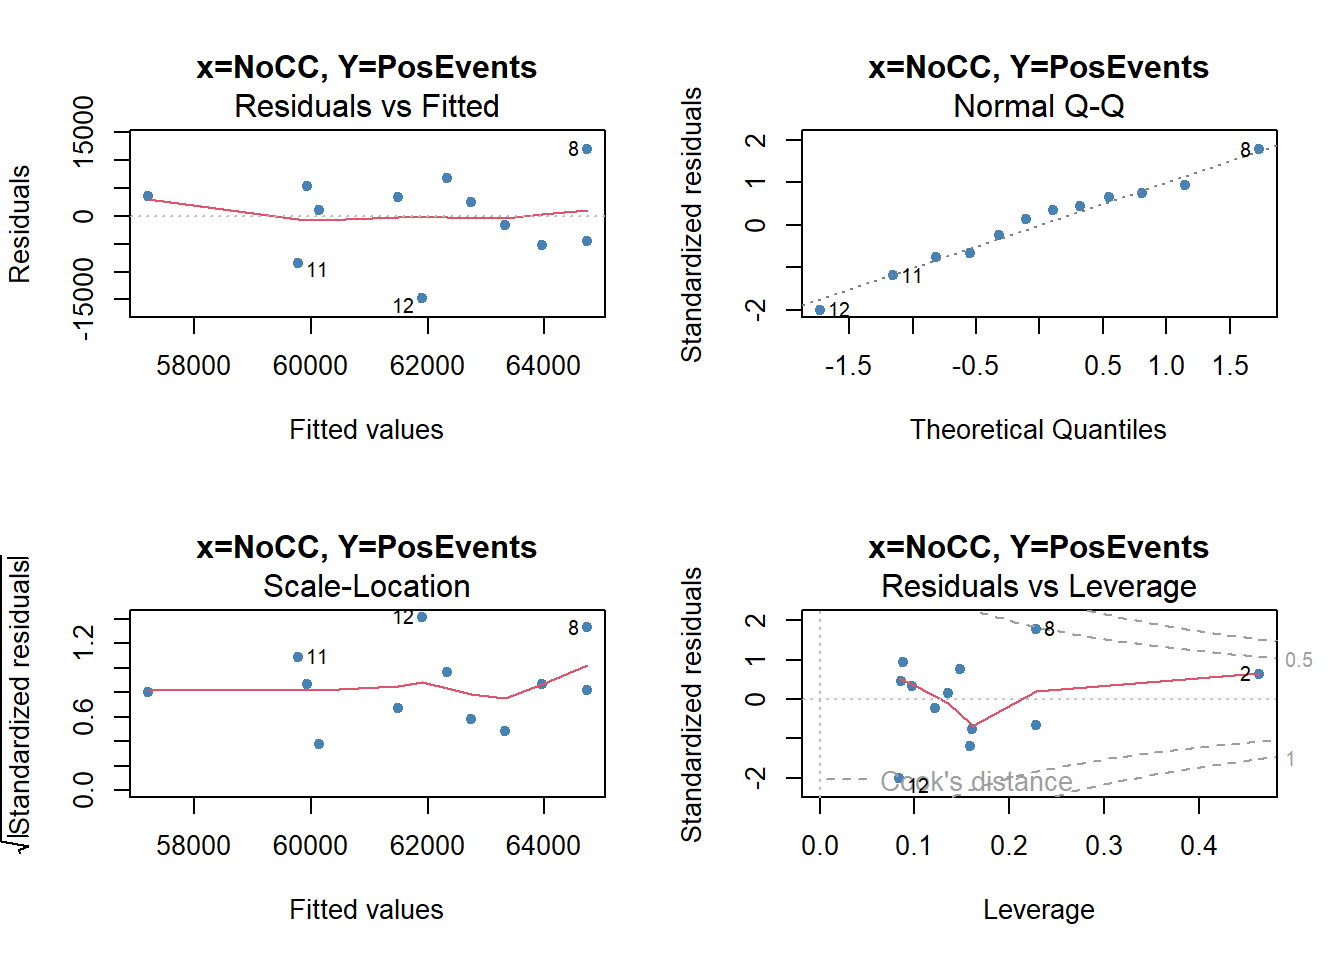 x=NoCC, Y=PosEvents
Residuals vs Fitted
Residuals
-15000 0 15000
8
11
12
58000 60000 62000 64000
Fitted values
x=NoCC, Y=PosEvents
Normal Q-Q
Standardized residuals
-2 0 1 2
8
11
12
-1.5 -0.5 0.5 1.0 1.5
Theoretical Quantiles
x=NoCC, Y=PosEvents
Scale-Location
√|Standardized residuals|
0.0 0.6 1.2
12
8
11
58000 60000 62000 64000
Fitted values
x=NoCC, Y=PosEvents
Residuals vs Leverage
Standardized residuals
-2 0 1 2
8
0.5
2
1
Cook's distance
12
0.0 0.1 0.2 0.3 0.4
Leverage